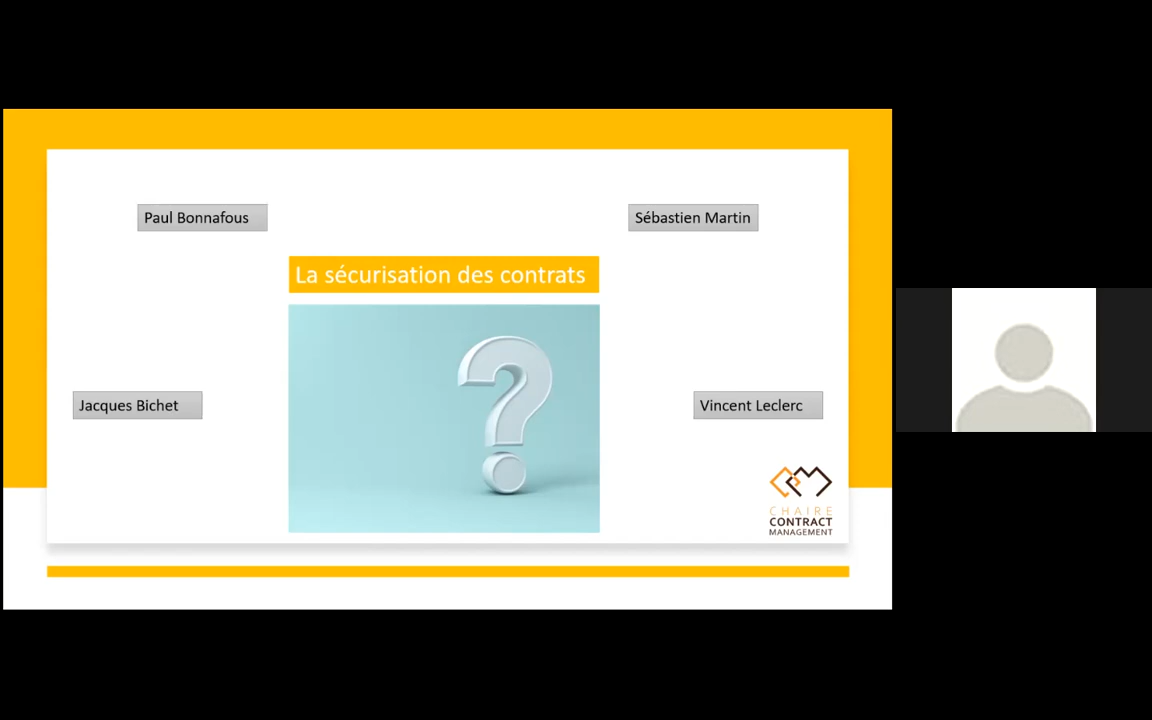 Paul Bonnafous
Sébastien Martin
La sécurisation des contrats
Jacques Bichet
Vincent Leclerc
CHAIRE
CONTRACT
MANAGEMENT